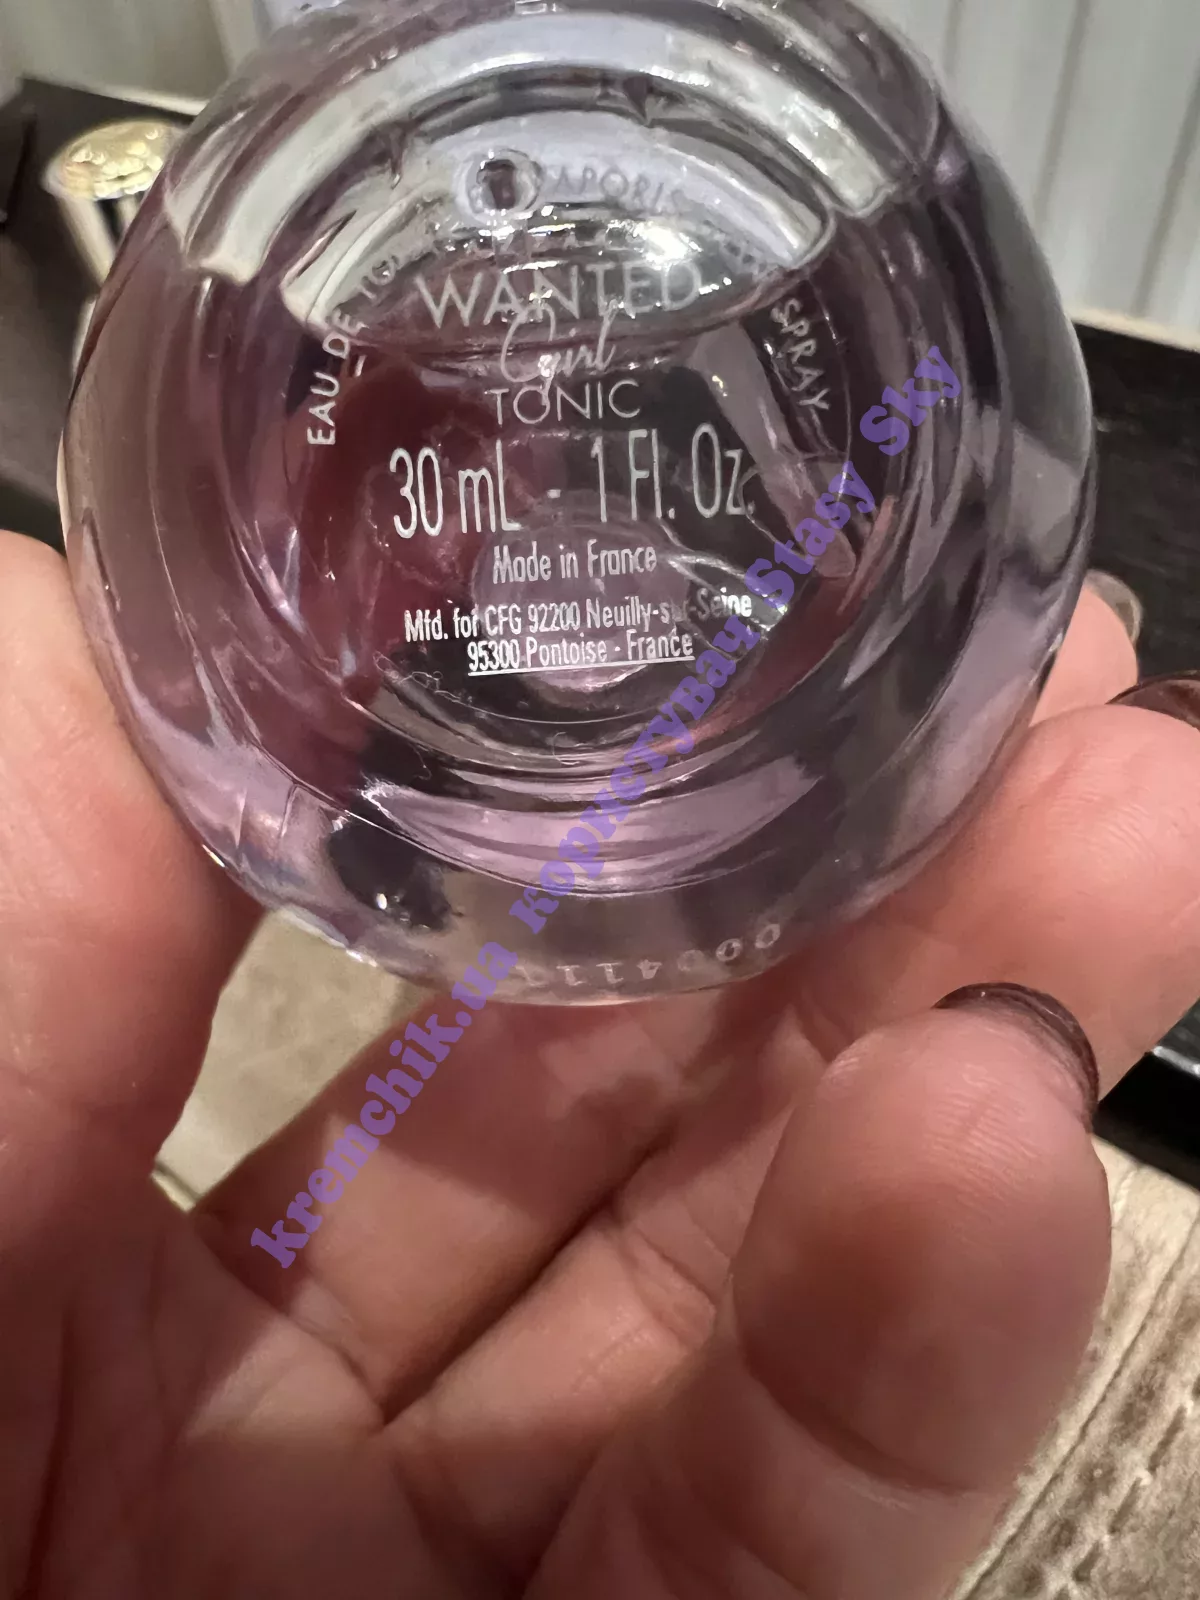 EAU DE
SPRAY
WANTED
Girl
TONIC
30 mL - 1 Fl. Oz.
Made in France
Mfd. for CFG 92200 Neuilly-sur-Seine
95300 Pontoise - France
kremchik.ua користувач Stasy Sky